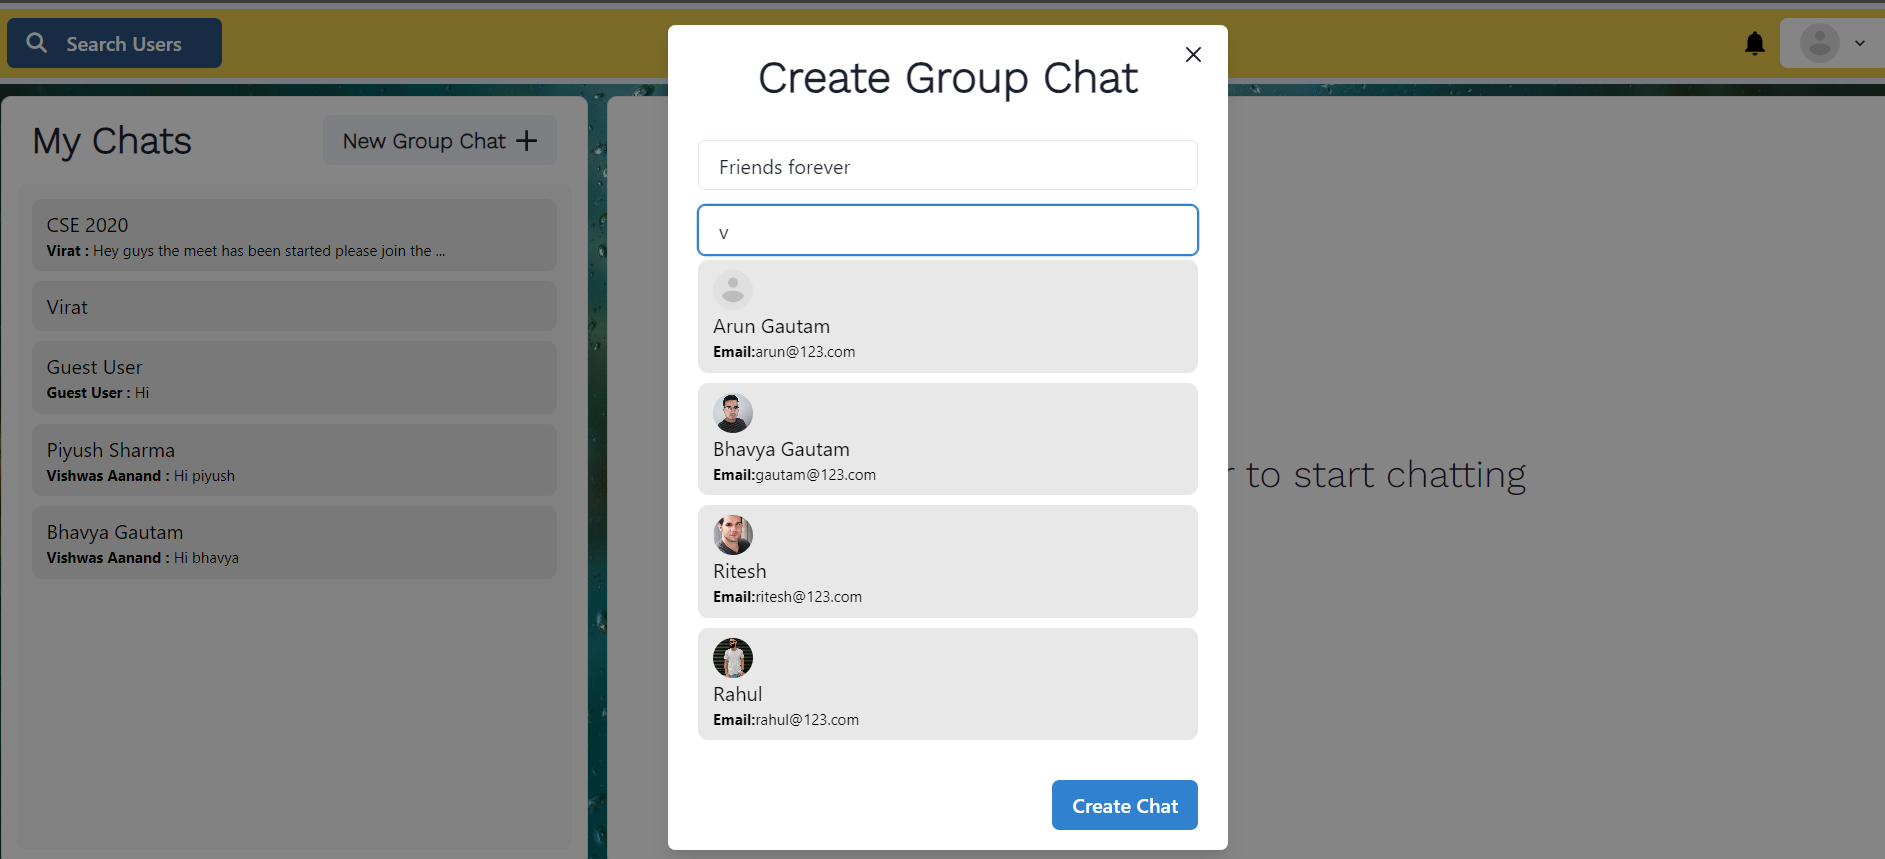 Search Users
My Chats
New Group Chat
CSE 2020
Virat : Hey guys the meet has been started please join the ...
Virat
Guest User
Guest User : Hi
Piyush Sharma
Vishwas Aanand : Hi piyush
Bhavya Gautam
Vishwas Aanand : Hi bhavya
Create Group Chat
Friends forever
v
Arun Gautam
Email:arun@123.com
Bhavya Gautam
Email:gautam@123.com
Ritesh
Email:ritesh@123.com
Rahul
Email:rahul@123.com
Create Chat
to start chatting